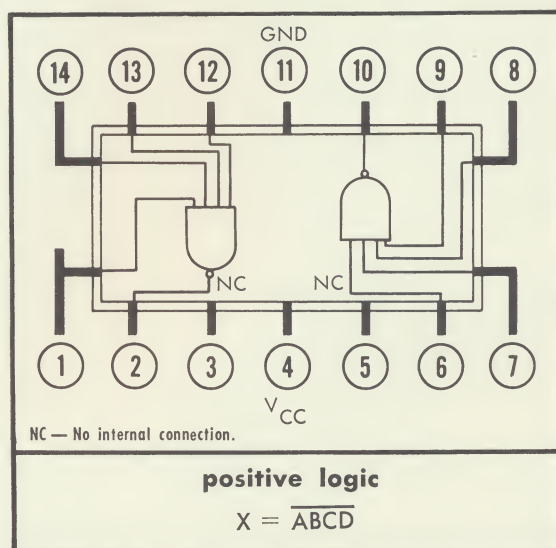 GND
14 13 12 11 10 9 8
NC NC
1 2 3 4 5 6 7
VCC
NC — No internal connection.
positive logic
X = \overline{ABCD}